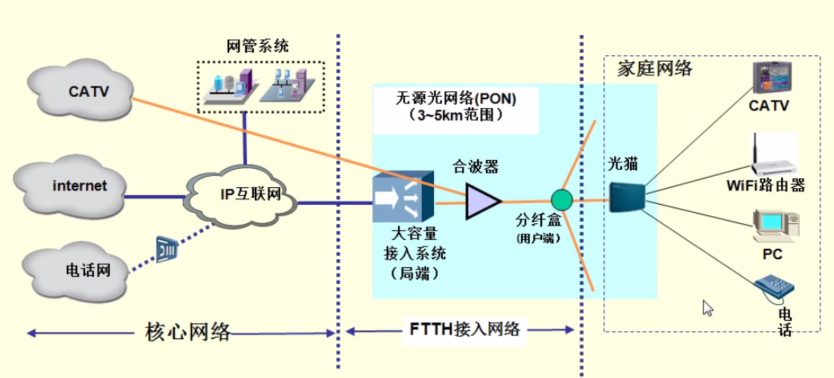 网管系统
CATV
internet
电话网
IP互联网
无源光网络(PON)
(3~5km范围)
合波器
大容量
接入系统
(局端)
分纤盒
(用户端)
光猫
家庭网络
CATV
WiFi路由器
PC
电
话
核心网络
FTTH接入网络